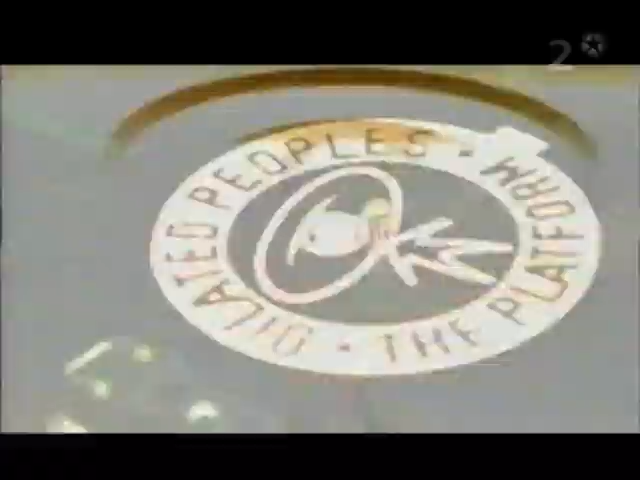 2
DILATED PEOPLES • THE PLATFORM •